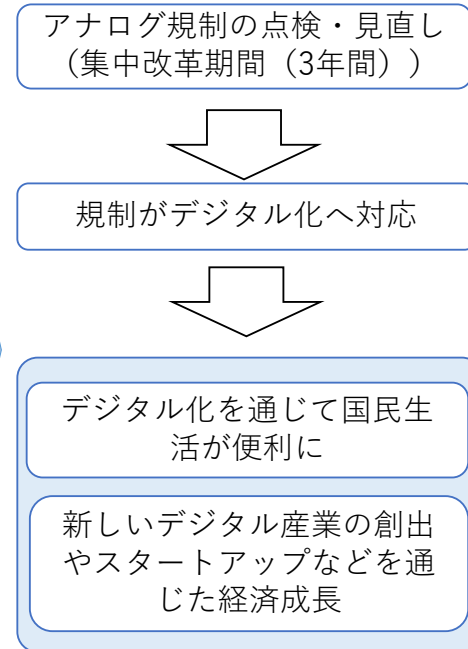 アナログ規制の点検・見直し
（集中改革期間（3年間））
規制がデジタル化へ対応
デジタル化を通じて国民生
活が便利に
新しいデジタル産業の創出
やスタートアップなどを通
じた経済成長